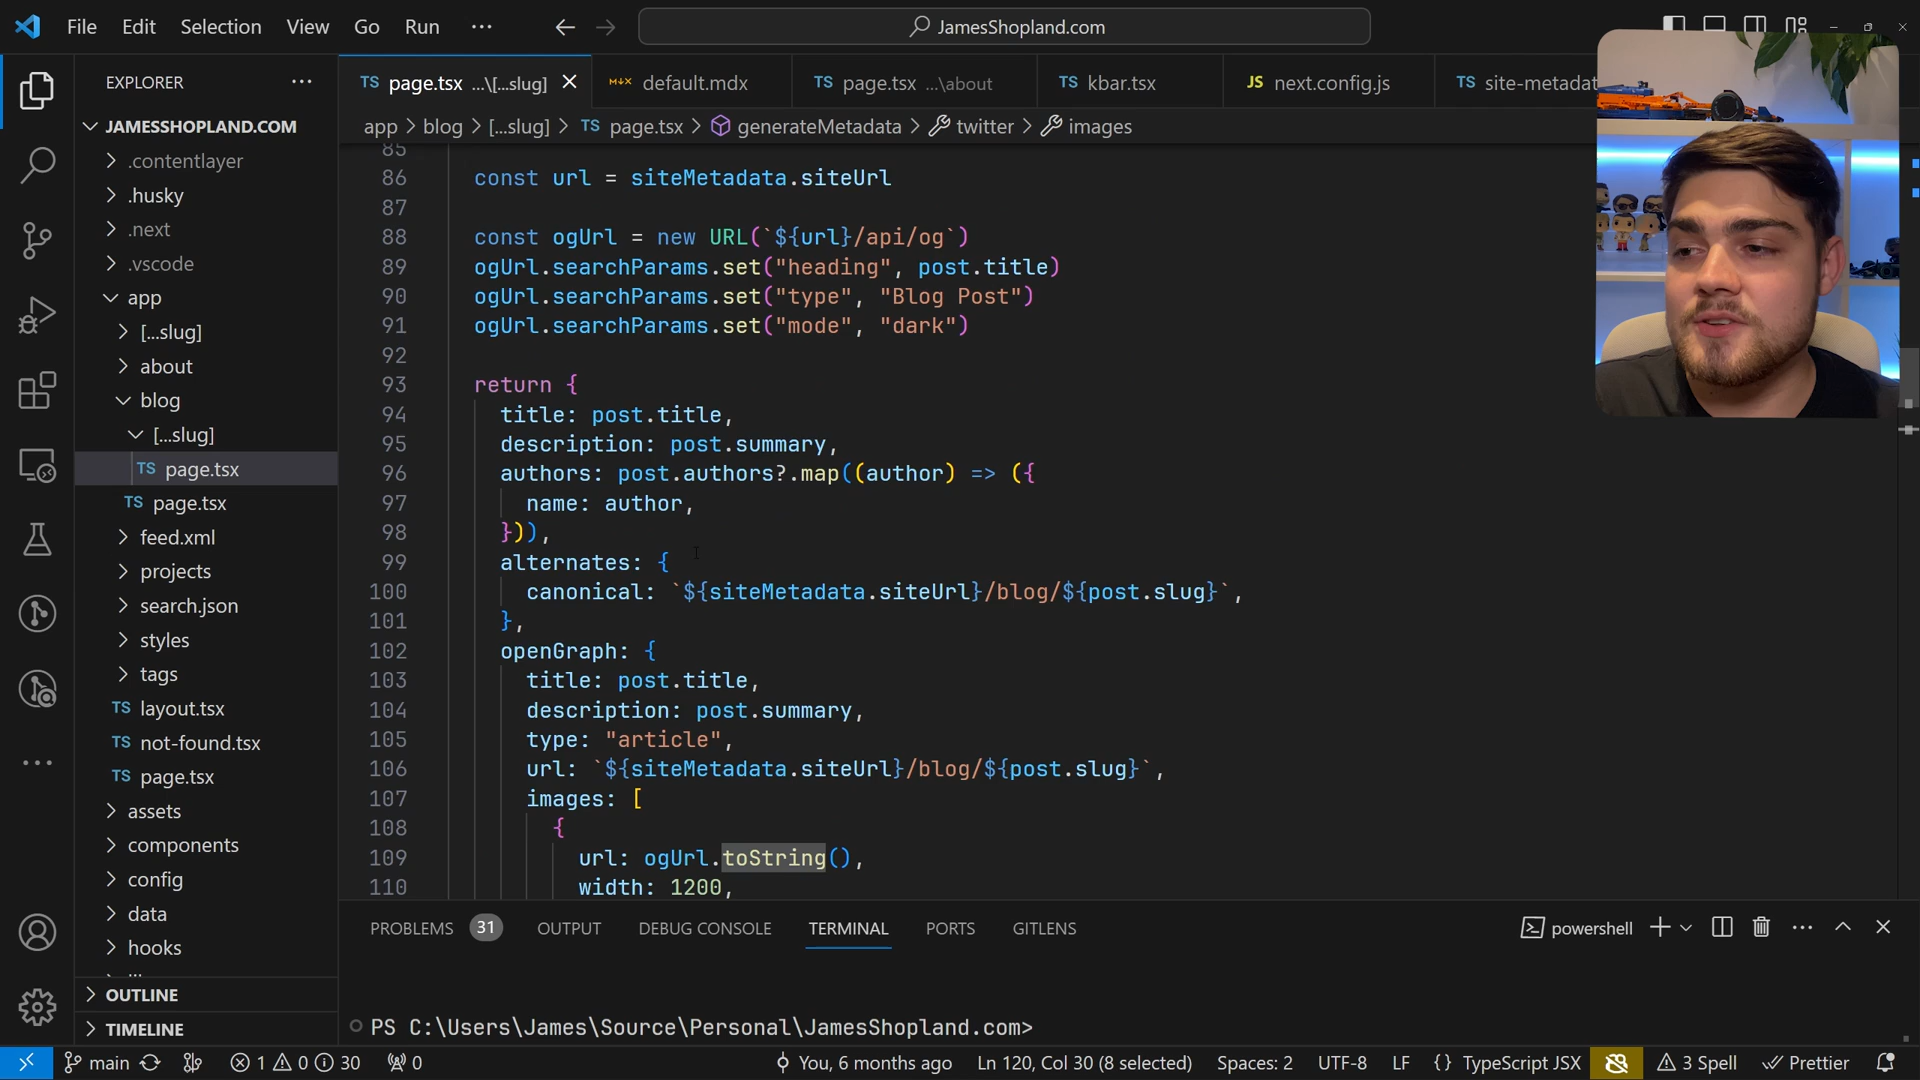 File Edit Selection View Go Run ··· JamesShopland.com
EXPLORER ···
JAMESSHOPLAND.COM
.contentlayer
.husky
.next
.vscode
app
[...slug]
about
blog
[...slug]
TS page.tsx
TS page.tsx
feed.xml
projects
search.json
styles
tags
TS layout.tsx
TS not-found.tsx
TS page.tsx
assets
components
config
data
hooks
OUTLINE
TIMELINE
TS page.tsx ...\[...slug] default.mdx TS page.tsx ...\about TS kbar.tsx JS next.config.js TS site-metadat
app > blog > [...slug] > TS page.tsx > generateMetadata > twitter > images
85
86 const url = siteMetadata.siteUrl
87
88 const ogUrl = new URL(`${url}/api/og`)
89 ogUrl.searchParams.set("heading", post.title)
90 ogUrl.searchParams.set("type", "Blog Post")
91 ogUrl.searchParams.set("mode", "dark")
92
93 return {
94 title: post.title,
95 description: post.summary,
96 authors: post.authors?.map((author) => ({
97 name: author,
98 })),
99 alternates: {
100 canonical: `${siteMetadata.siteUrl}/blog/${post.slug}`,
101 },
102 openGraph: {
103 title: post.title,
104 description: post.summary,
105 type: "article",
106 url: `${siteMetadata.siteUrl}/blog/${post.slug}`,
107 images: [
108 {
109 url: ogUrl.toString(),
110 width: 1200,
PROBLEMS 31 OUTPUT DEBUG CONSOLE TERMINAL PORTS GITLENS powershell
PS C:\Users\James\Source\Personal\JamesShopland.com>
main 1 0 30 0 You, 6 months ago Ln 120, Col 30 (8 selected) Spaces: 2 UTF-8 LF {} TypeScript JSX 3 Spell Prettier